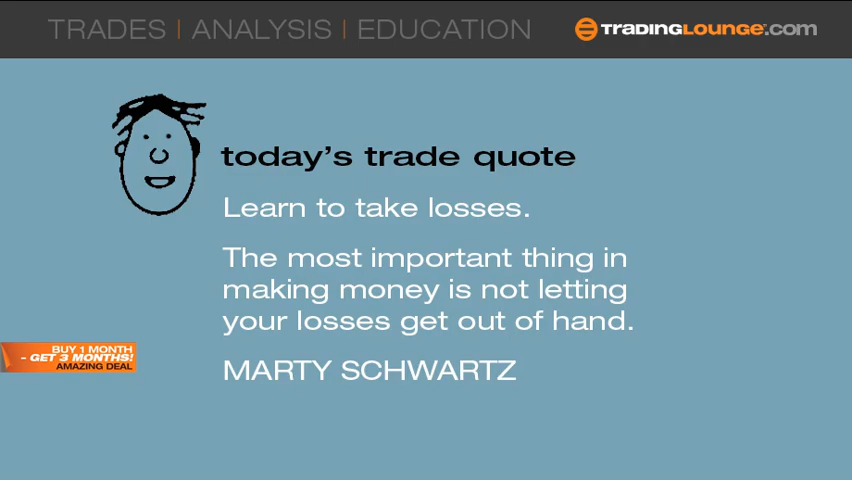 TRADES | ANALYSIS | EDUCATION
TRADINGLOUNGE™.com
today's trade quote
Learn to take losses.
The most important thing in
making money is not letting
your losses get out of hand.
MARTY SCHWARTZ
BUY 1 MONTH
- GET 3 MONTHS!
AMAZING DEAL